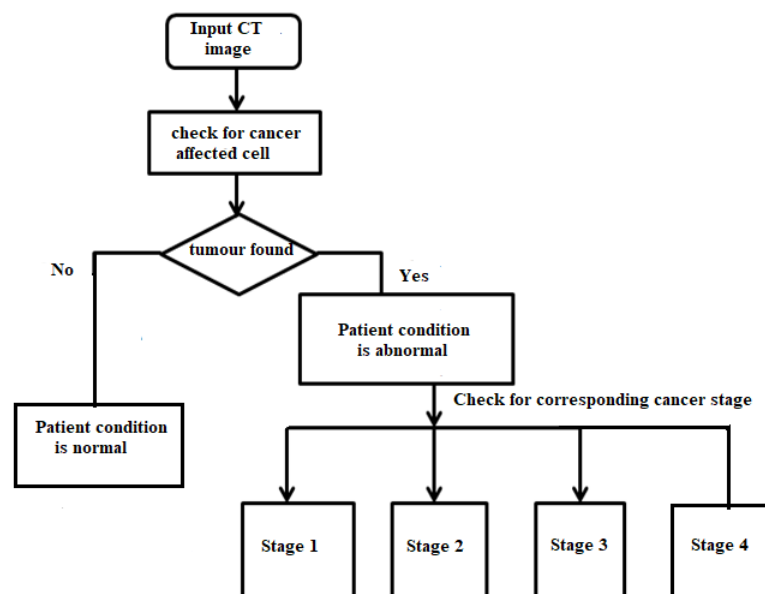 Input CT
image
check for cancer
affected cell
tumour found
No
Yes
Patient condition
is abnormal
Check for corresponding cancer stage
Patient condition
is normal
Stage 1
Stage 2
Stage 3
Stage 4